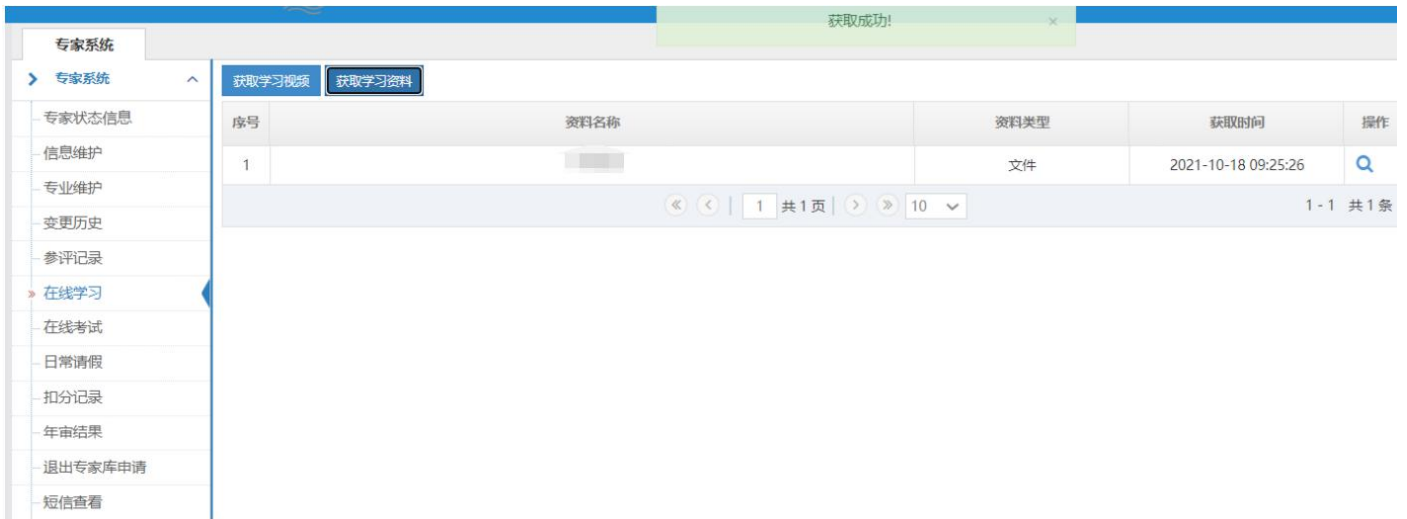 获取成功! ×
专家系统
专家系统
专家状态信息
信息维护
专业维护
变更历史
参评记录
在线学习
在线考试
日常请假
扣分记录
年审结果
退出专家库申请
短信查看
获取学习视频 获取学习资料
序号 资料名称 资料类型 获取时间 操作
1 文件 2021-10-18 09:25:26
1 共1页 10 1 - 1 共1条